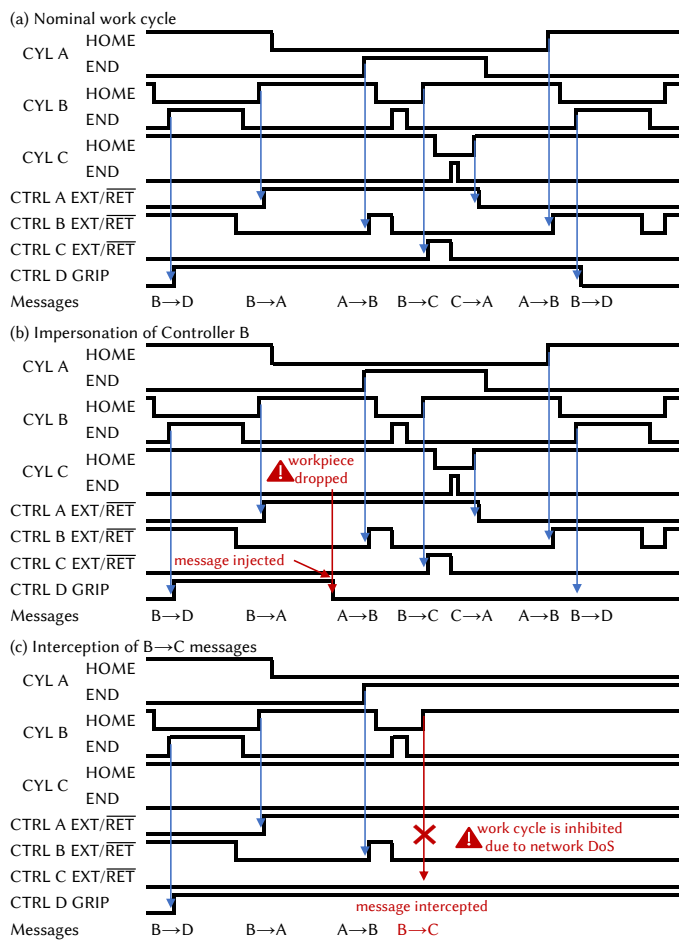 (a) Nominal work cycle
HOME
CYL A
END
HOME
CYL B
END
HOME
CYL C
END
CTRL A EXT/RET
CTRL B EXT/RET
CTRL C EXT/RET
CTRL D GRIP
Messages B→D B→A A→B B→C C→A A→B B→D
(b) Impersonation of Controller B
HOME
CYL A
END
HOME
CYL B
END
HOME
CYL C
END
workpiece
dropped
CTRL A EXT/RET
CTRL B EXT/RET
message injected
CTRL C EXT/RET
CTRL D GRIP
Messages B→D B→A A→B B→C C→A A→B B→D
(c) Interception of B→C messages
HOME
CYL A
END
HOME
CYL B
END
HOME
CYL C
END
CTRL A EXT/RET
work cycle is inhibited
due to network DoS
CTRL B EXT/RET
CTRL C EXT/RET
CTRL D GRIP
message intercepted
Messages B→D B→A A→B B→C